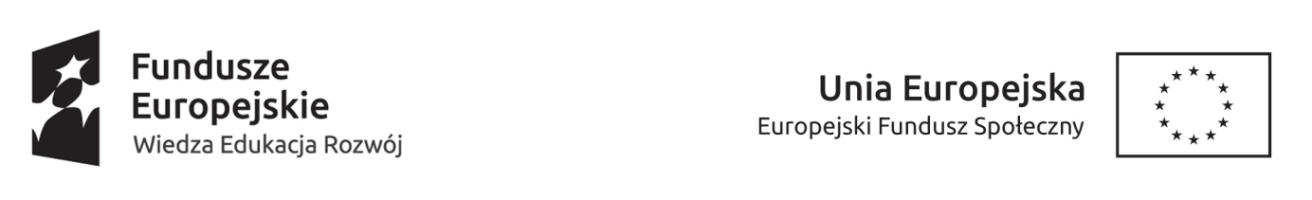 Fundusze
Europejskie
Wiedza Edukacja Rozwój
Unia Europejska
Europejski Fundusz Społeczny